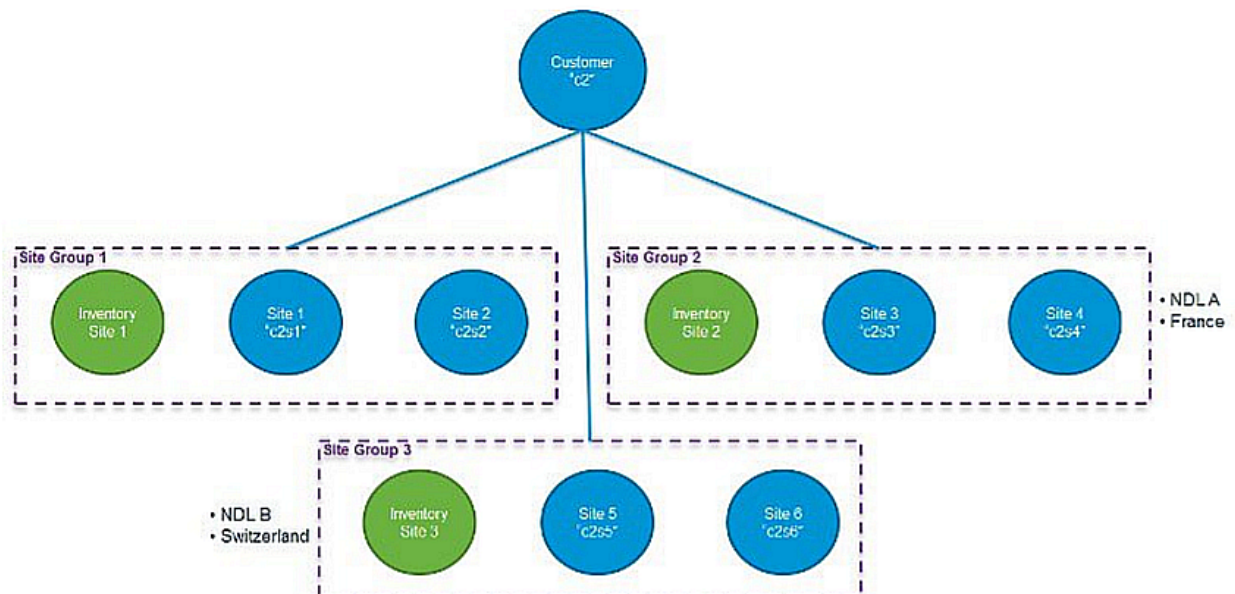 Customer
"c2"
Site Group 1
Inventory
Site 1
Site 1
"c2s1"
Site 2
"c2s2"
Site Group 2
Inventory
Site 2
Site 3
"c2s3"
Site 4
"c2s4"
• NDL A
• France
Site Group 3
Inventory
Site 3
Site 5
"c2s5"
Site 6
"c2s6"
• NDL B
• Switzerland